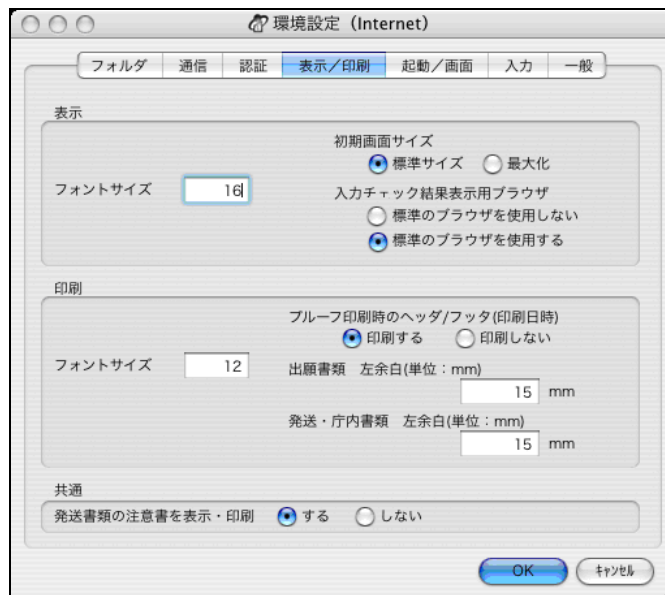 環境設定（Internet）
フォルダ 通信 認証 表示／印刷 起動／画面 入力 一般
表示
初期画面サイズ
標準サイズ 最大化
フォントサイズ 16
入力チェック結果表示用ブラウザ
標準のブラウザを使用しない
標準のブラウザを使用する
印刷
プルーフ印刷時のヘッダ/フッタ(印刷日時)
印刷する 印刷しない
フォントサイズ 12
出願書類 左余白(単位：mm)
15 mm
発送・庁内書類 左余白(単位：mm)
15 mm
共通
発送書類の注意書を表示・印刷 する しない
OK ｷｬﾝｾﾙ